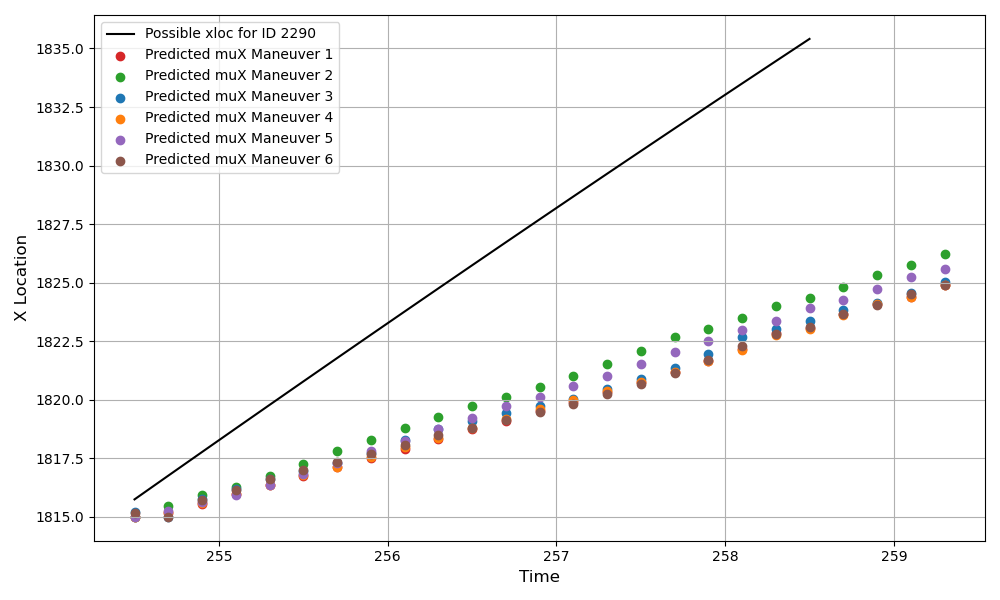 1835.0
1832.5
1830.0
1827.5
1825.0
1822.5
1820.0
1817.5
1815.0
X Location
Possible xloc for ID 2290
Predicted muX Maneuver 1
Predicted muX Maneuver 2
Predicted muX Maneuver 3
Predicted muX Maneuver 4
Predicted muX Maneuver 5
Predicted muX Maneuver 6
255 256 257 258 259
Time